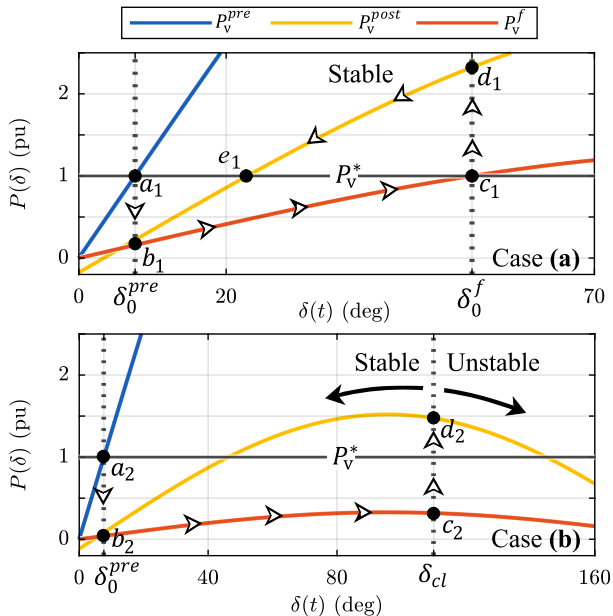 P_v^{pre} P_v^{post} P_v^f
P(δ) (pu)
2
1
0
Stable
d_1
e_1
a_1
P_v^*
c_1
b_1
Case (a)
0 20 70
δ_0^{pre} δ(t) (deg) δ_0^f
P(δ) (pu)
2
1
0
Stable Unstable
d_2
a_2
P_v^*
b_2
c_2
Case (b)
0 40 80 160
δ_0^{pre} δ(t) (deg) δ_{cl}